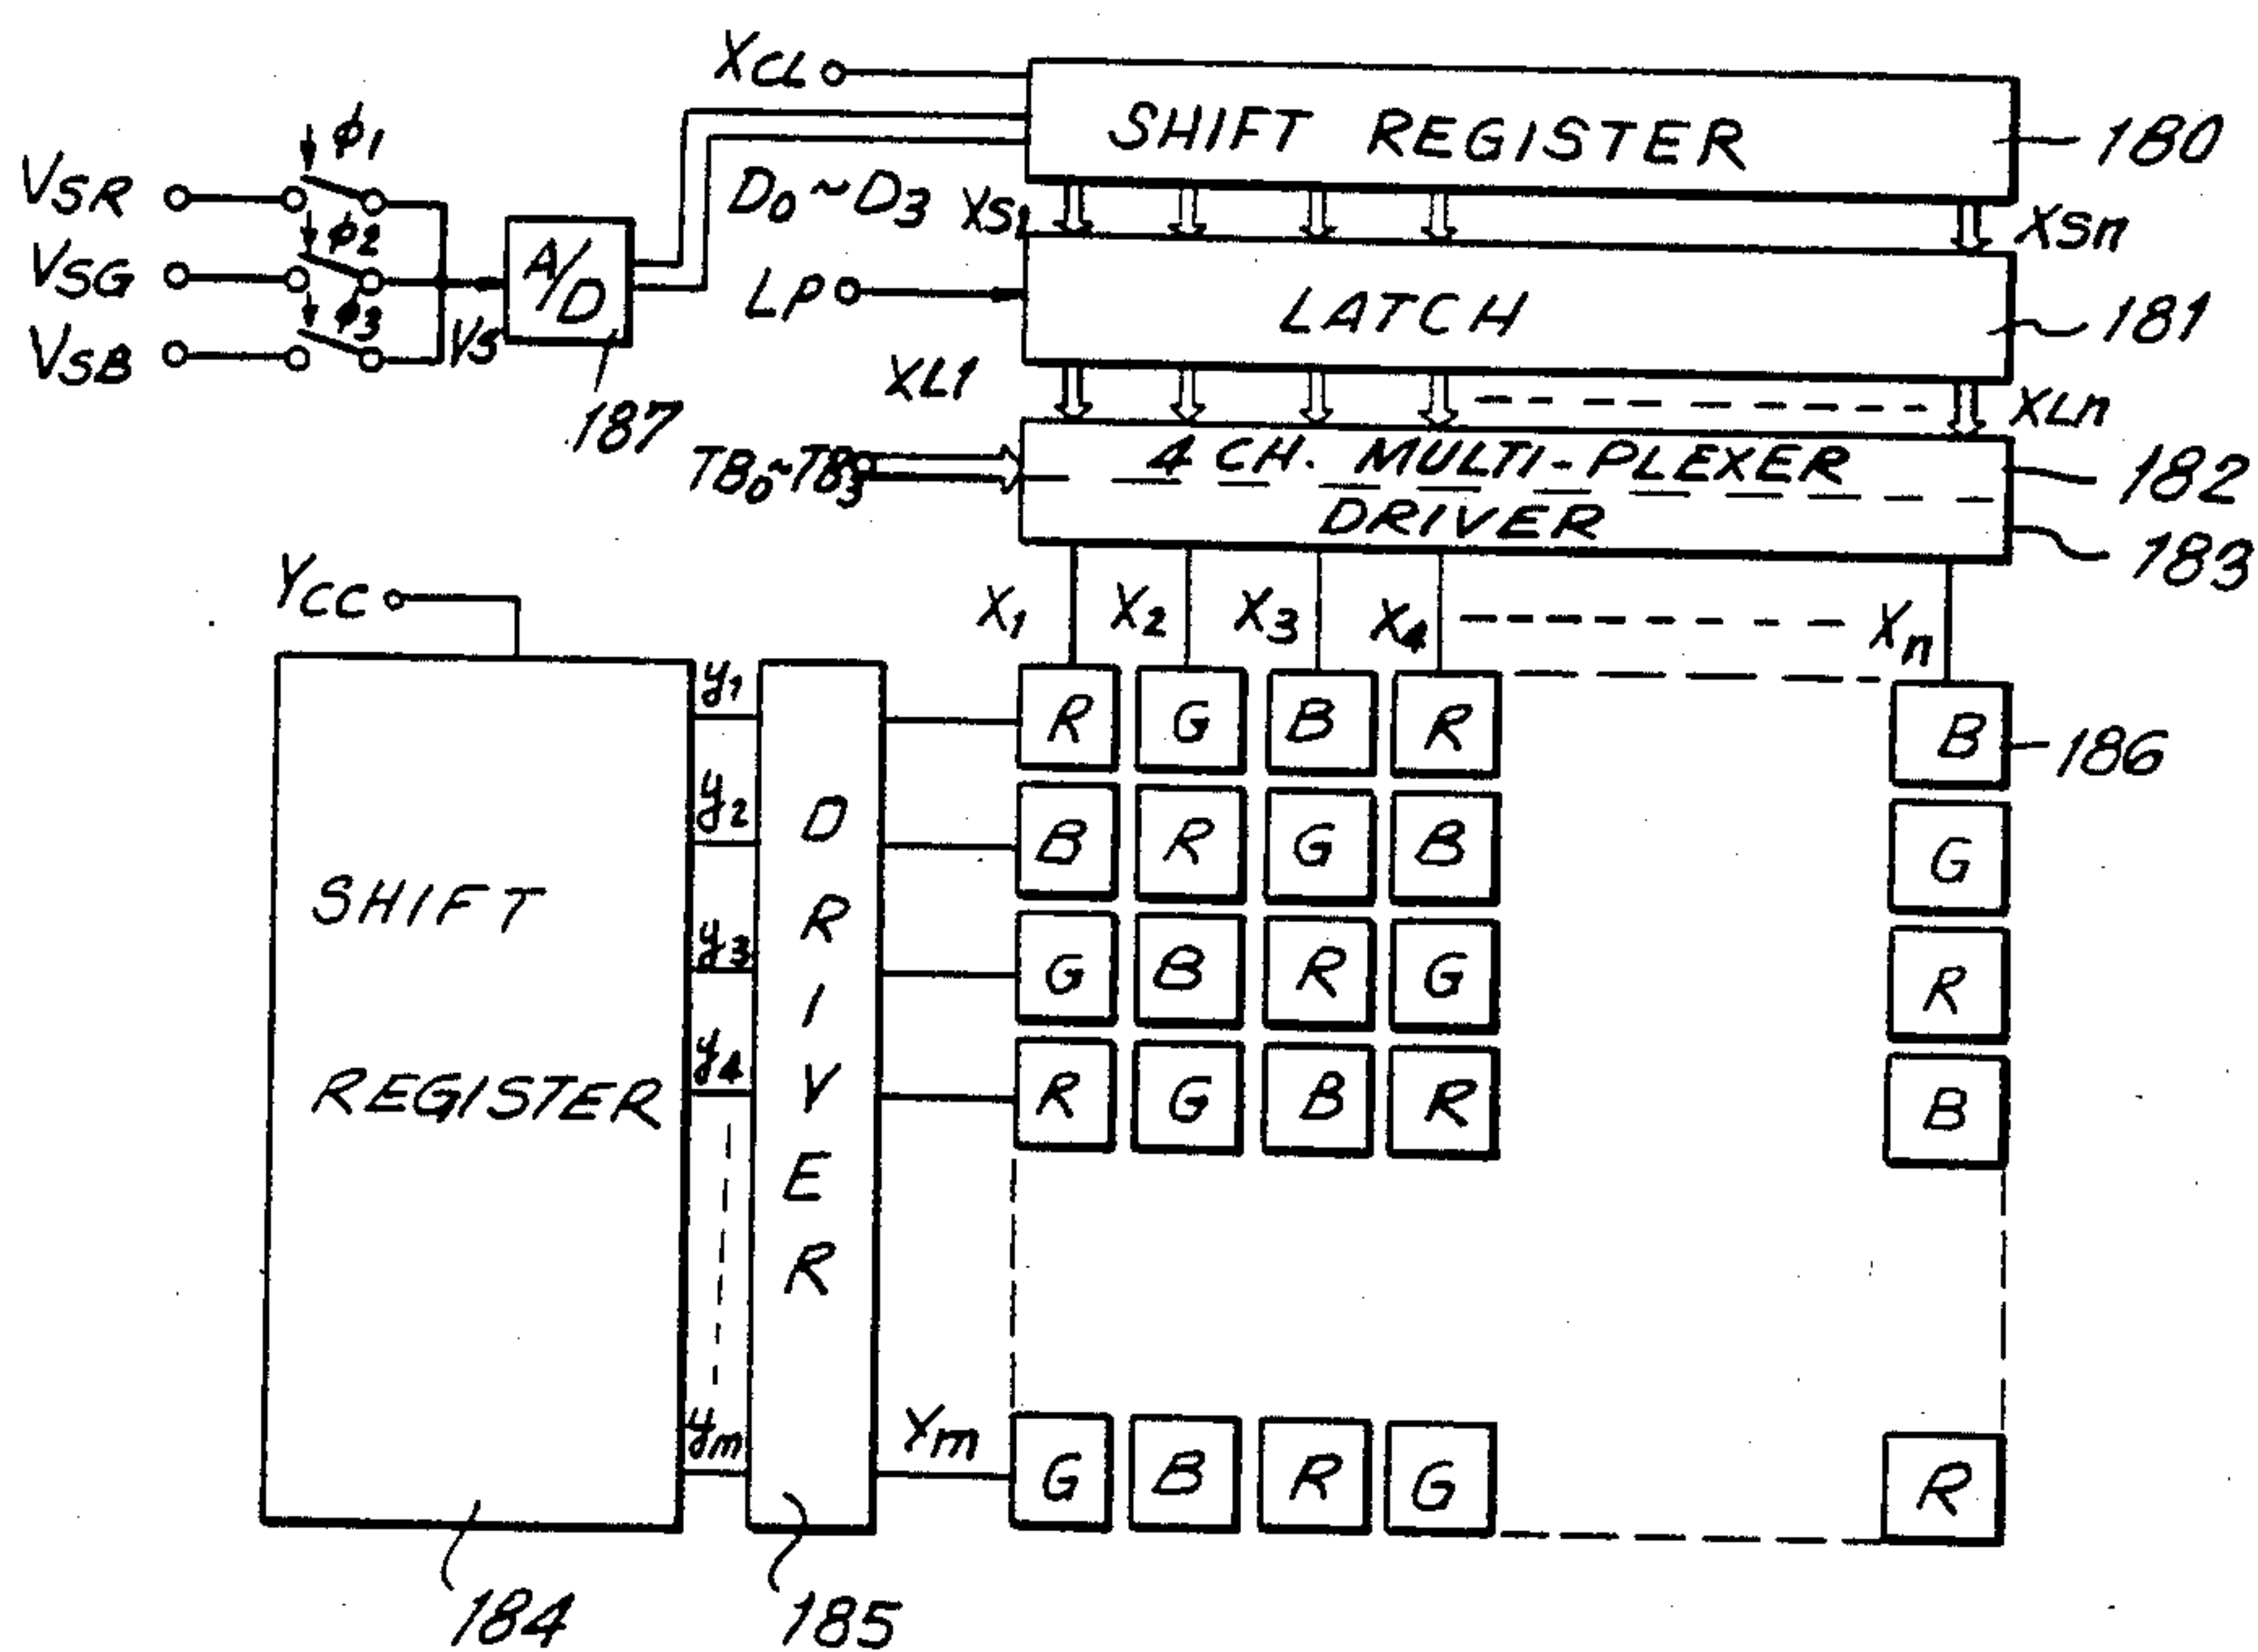 XCL
SHIFT REGISTER
180
φ1
VSR
D0~D3
XS1
XSn
φ2
VSG
A/D
LP
LATCH
181
φ3
VSB
VS
187
XL1
XLn
TB0~TB3
4 CH. MULTI-PLEXER
182
DRIVER
183
YCC
X1 X2 X3 X4 Xn
y1
R G B R B
186
y2
B R G B G
SHIFT
REGISTER
DRIVER
y3
G B R G R
y4
R G B R B
ym
Ym
G B R G R
184
185